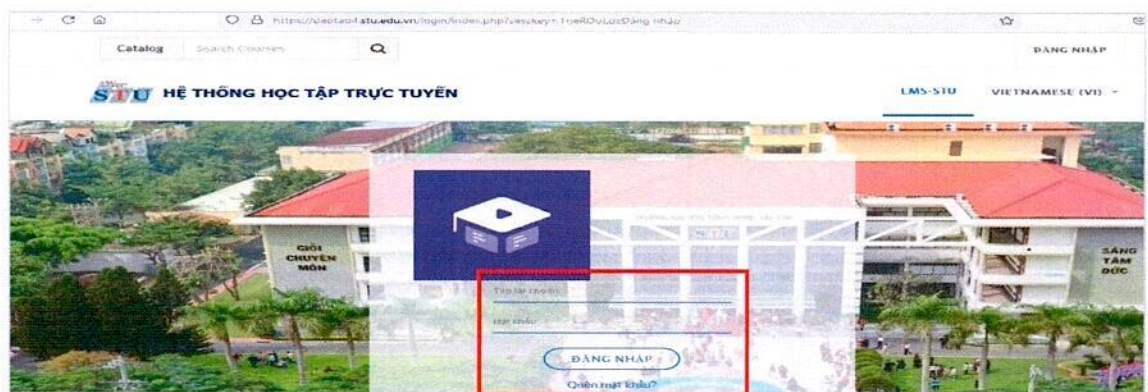 Catalog Search Courses
ĐĂNG NHẬP
STU HỆ THỐNG HỌC TẬP TRỰC TUYẾN
LMS-STU VIETNAMESE (VI)
GIỎI
CHUYÊN
MÔN
SÁNG
TÂM
ĐỨC
Tên tài khoản
Mật khẩu
ĐĂNG NHẬP
Quên mật khẩu?